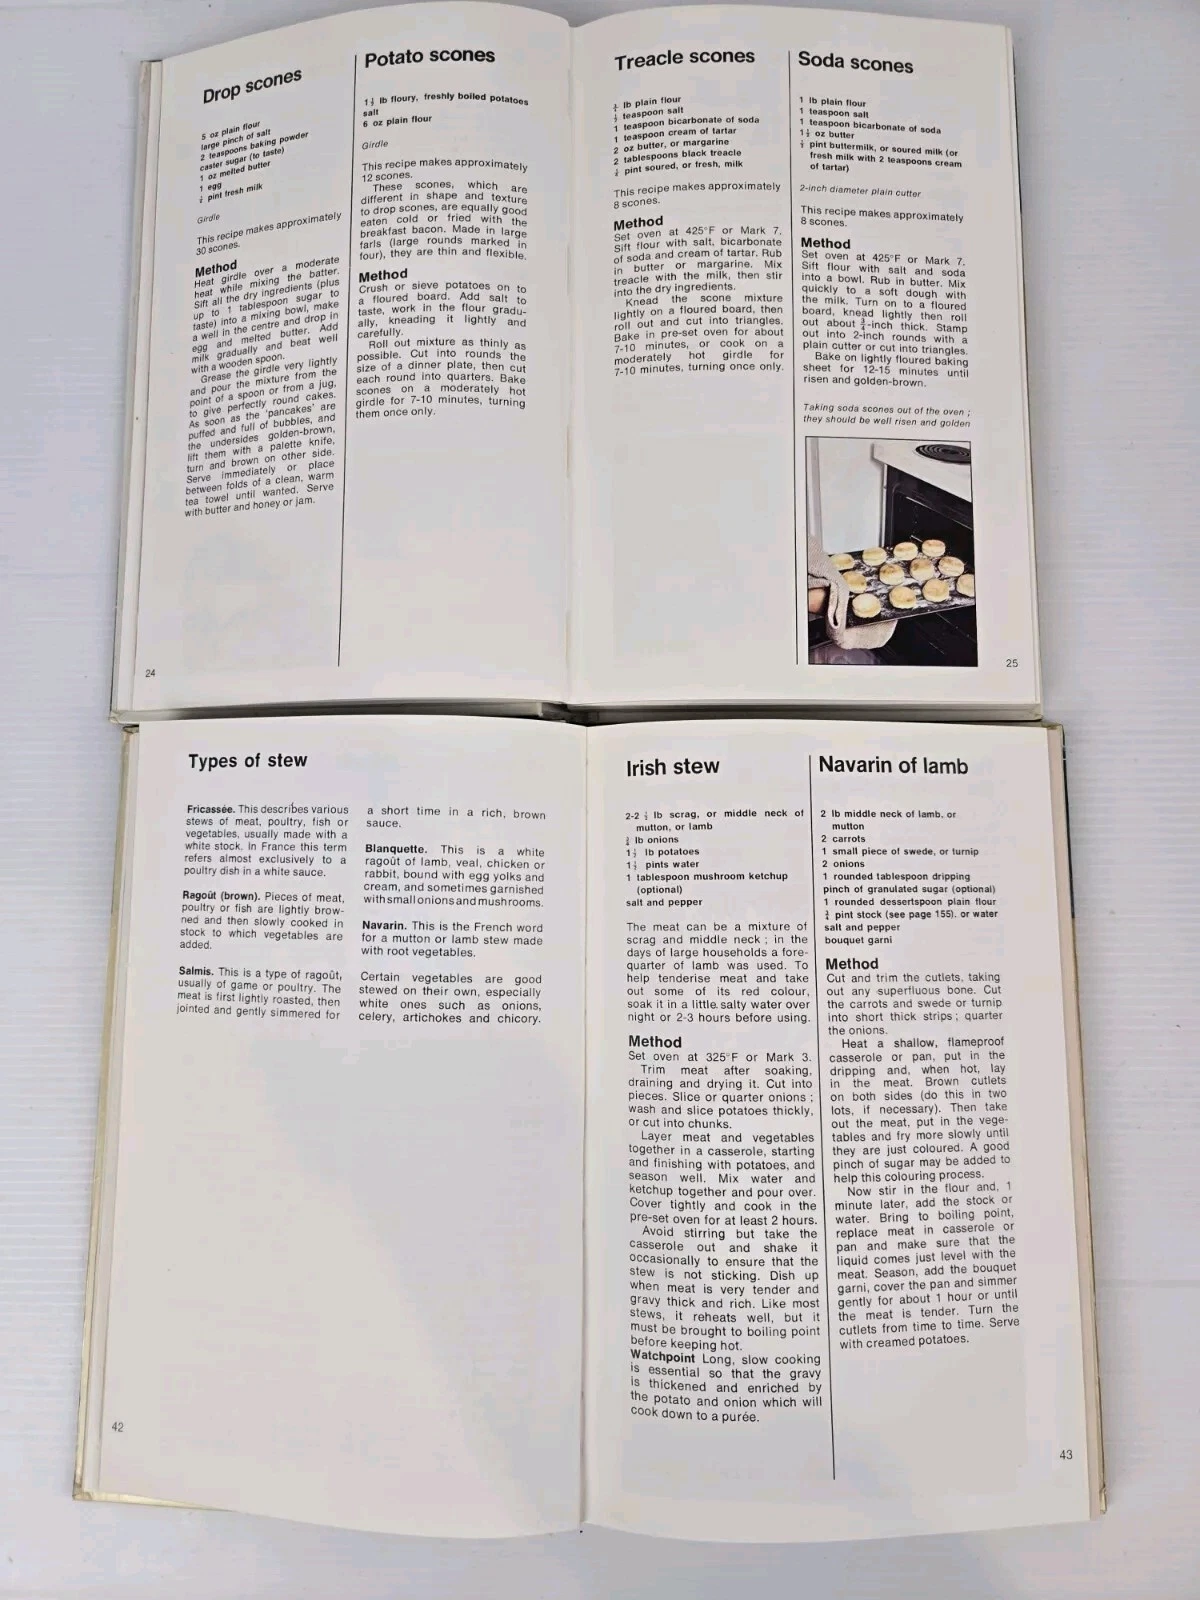 Drop scones
5 oz plain flour
large pinch of salt
2 teaspoons baking powder
caster sugar (to taste)
1 oz melted butter
1 egg
pint fresh milk
Girdle
This recipe makes approximately
30 scones.
Method
Heat girdle over a moderate
heat while mixing the batter.
Sift all the dry ingredients (plus
up to 1 tablespoon sugar to
taste) into a mixing bowl, make
a well in the centre and drop in
egg and melted butter. Add
milk gradually and beat well
with a wooden spoon.
Grease the girdle very lightly
and pour the mixture from the
point of a spoon or from a jug,
to give perfectly round cakes.
As soon as the 'pancakes' are
puffed and full of bubbles, and
the undersides golden-brown,
lift them with a palette knife,
turn and brown on other side.
Serve immediately or place
between folds of a clean, warm
tea towel until wanted. Serve
with butter and honey or jam.
24
Potato scones
1½ lb floury, freshly boiled potatoes
salt
6 oz plain flour
Girdle
This recipe makes approximately
12 scones.
These scones, which are
different in shape and texture
to drop scones, are equally good
eaten cold or fried with the
breakfast bacon. Made in large
farls (large rounds marked in
four), they are thin and flexible.
Method
Crush or sieve potatoes on to
a floured board. Add salt to
taste, work in the flour gradu-
ally, kneading it lightly and
carefully.
Roll out mixture as thinly as
possible. Cut into rounds the
size of a dinner plate, then cut
each round into quarters. Bake
scones on a moderately hot
girdle for 7-10 minutes, turning
them once only.
Treacle scones
lb plain flour
½ teaspoon salt
1 teaspoon bicarbonate of soda
1 teaspoon cream of tartar
2 oz butter, or margarine
2 tablespoons black treacle
pint soured, or fresh, milk
This recipe makes approximately
8 scones.
Method
Set oven at 425°F or Mark 7.
Sift flour with salt, bicarbonate
of soda and cream of tartar. Rub
in butter or margarine. Mix
treacle with the milk, then stir
into the dry ingredients.
Knead the scone mixture
lightly on a floured board, then
roll out and cut into triangles.
Bake in pre-set oven for about
7-10 minutes, or cook on a
moderately hot girdle for
7-10 minutes, turning once only.
Soda scones
1 lb plain flour
1 teaspoon salt
1 teaspoon bicarbonate of soda
1½ oz butter
pint buttermilk, or soured milk (or
fresh milk with 2 teaspoons cream
of tartar)
2-inch diameter plain cutter
This recipe makes approximately
8 scones.
Method
Set oven at 425°F or Mark 7.
Sift flour with salt and soda
into a bowl. Rub in butter. Mix
quickly to a soft dough with
the milk. Turn on to a floured
board, knead lightly then roll
out about ¾-inch thick. Stamp
out into 2-inch rounds with a
plain cutter or cut into triangles.
Bake on lightly floured baking
sheet for 12-15 minutes until
risen and golden-brown.
Taking soda scones out of the oven ;
they should be well risen and golden
25
Types of stew
Fricassée. This describes various
stews of meat, poultry, fish or
vegetables, usually made with a
white stock. In France this term
refers almost exclusively to a
poultry dish in a white sauce.
Ragoût (brown). Pieces of meat,
poultry or fish are lightly brow-
ned and then slowly cooked in
stock to which vegetables are
added.
Salmis. This is a type of ragoût,
usually of game or poultry. The
meat is first lightly roasted, then
jointed and gently simmered for
a short time in a rich, brown
sauce.
Blanquette. This is a white
ragoût of lamb, veal, chicken or
rabbit, bound with egg yolks and
cream, and sometimes garnished
with small onions and mushrooms.
Navarin. This is the French word
for a mutton or lamb stew made
with root vegetables.
Certain vegetables are good
stewed on their own, especially
white ones such as onions,
celery, artichokes and chicory.
42
Irish stew
2-2½ lb scrag, or middle neck of
mutton, or lamb
¾ lb onions
1½ lb potatoes
1½ pints water
1 tablespoon mushroom ketchup
(optional)
salt and pepper
The meat can be a mixture of
scrag and middle neck ; in the
days of large households a fore-
quarter of lamb was used. To
help tenderise meat and take
out some of its red colour,
soak it in a little salty water over
night or 2-3 hours before using.
Method
Set oven at 325°F or Mark 3.
Trim meat after soaking,
draining and drying it. Cut into
pieces. Slice or quarter onions ;
wash and slice potatoes thickly,
or cut into chunks.
Layer meat and vegetables
together in a casserole, starting
and finishing with potatoes, and
season well. Mix water and
ketchup together and pour over.
Cover tightly and cook in the
pre-set oven for at least 2 hours.
Avoid stirring but take the
casserole out and shake it
occasionally to ensure that the
stew is not sticking. Dish up
when meat is very tender and
gravy thick and rich. Like most
stews, it reheats well, but it
must be brought to boiling point
before keeping hot.
Watchpoint Long, slow cooking
is essential so that the gravy
is thickened and enriched by
the potato and onion which will
cook down to a purée.
Navarin of lamb
2 lb middle neck of lamb, or
mutton
2 carrots
1 small piece of swede, or turnip
2 onions
1 rounded tablespoon dripping
pinch of granulated sugar (optional)
1 rounded dessertspoon plain flour
¾ pint stock (see page 155), or water
salt and pepper
bouquet garni
Method
Cut and trim the cutlets, taking
out any superfluous bone. Cut
the carrots and swede or turnip
into short thick strips ; quarter
the onions.
Heat a shallow, flameproof
casserole or pan, put in the
dripping and, when hot, lay
in the meat. Brown cutlets
on both sides (do this in two
lots, if necessary). Then take
out the meat, put in the vege-
tables and fry more slowly until
they are just coloured. A good
pinch of sugar may be added to
help this colouring process.
Now stir in the flour and, 1
minute later, add the stock or
water. Bring to boiling point,
replace meat in casserole or
pan and make sure that the
liquid comes just level with the
meat. Season, add the bouquet
garni, cover the pan and simmer
gently for about 1 hour or until
the meat is tender. Turn the
cutlets from time to time. Serve
with creamed potatoes.
43